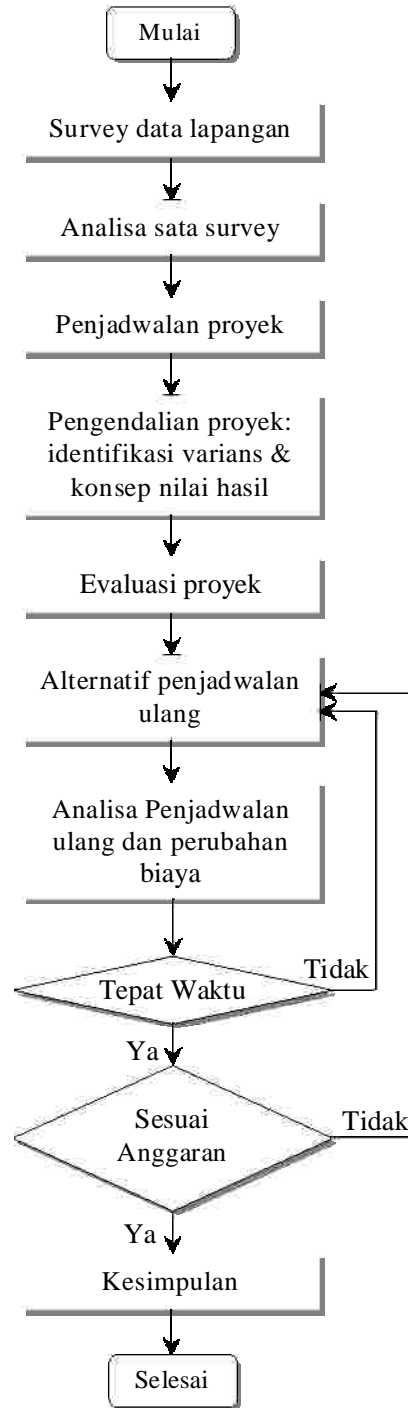 Mulai
Survey data lapangan
Analisa sata survey
Penjadwalan proyek
Pengendalian proyek:
identifikasi varians &
konsep nilai hasil
Evaluasi proyek
Alternatif penjadwalan
ulang
Analisa Penjadwalan
ulang dan perubahan
biaya
Tepat Waktu
Tidak
Ya
Sesuai
Anggaran
Tidak
Ya
Kesimpulan
Selesai